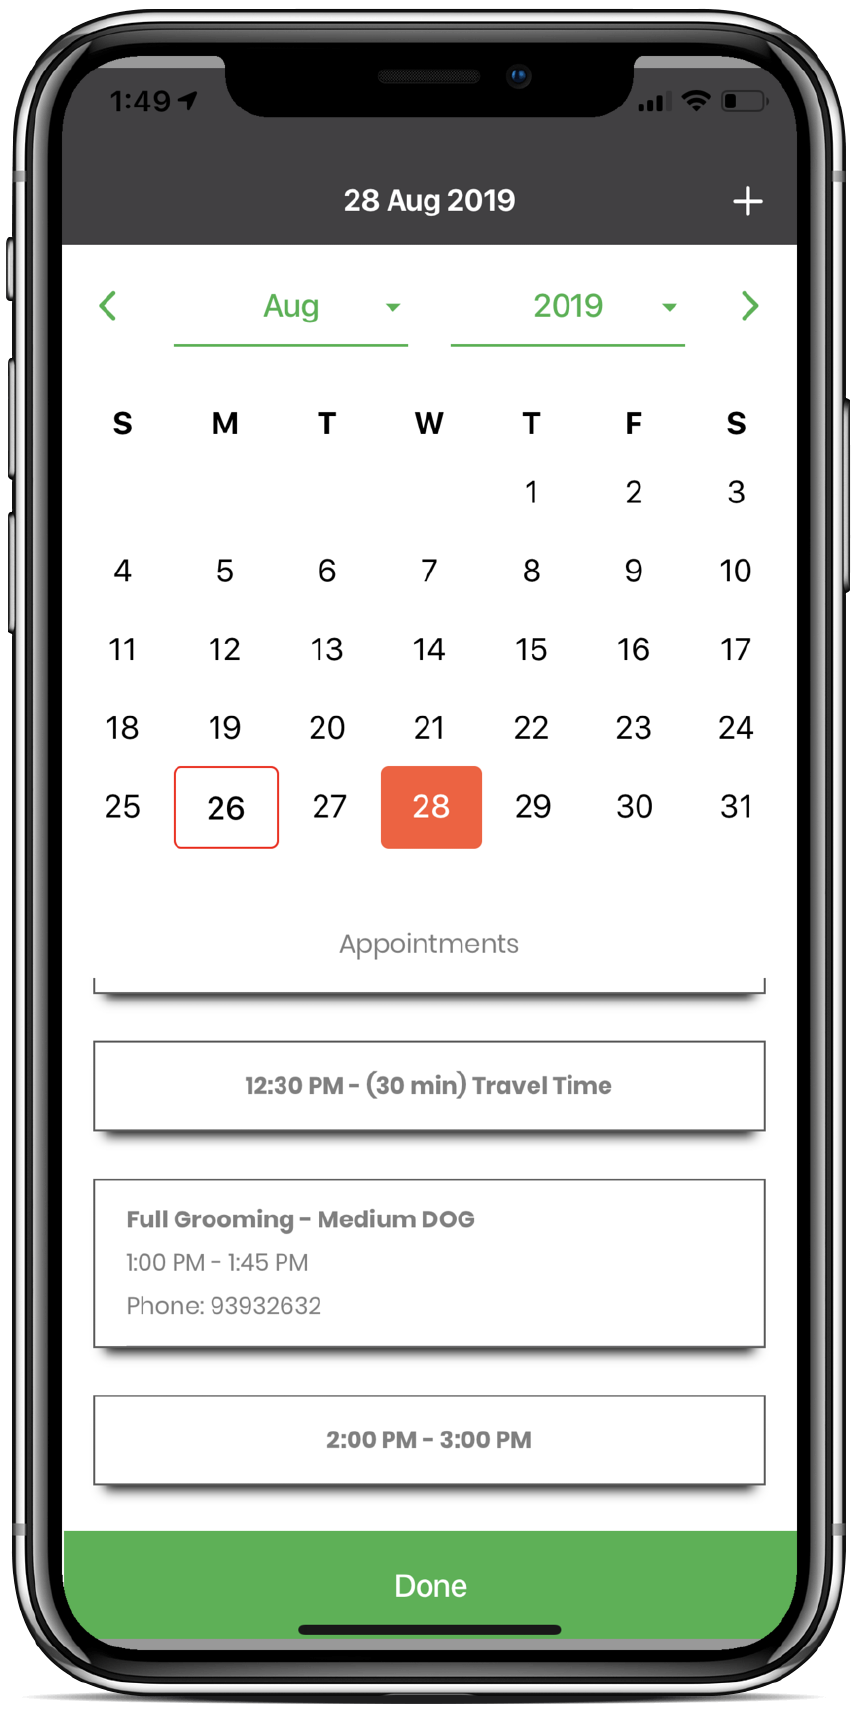 1:49
28 Aug 2019 +
Aug 2019
S M T W T F S
1 2 3
4 5 6 7 8 9 10
11 12 13 14 15 16 17
18 19 20 21 22 23 24
25 26 27 28 29 30 31
Appointments
12:30 PM - (30 min) Travel Time
Full Grooming - Medium DOG
1:00 PM - 1:45 PM
Phone: 93932632
2:00 PM - 3:00 PM
Done